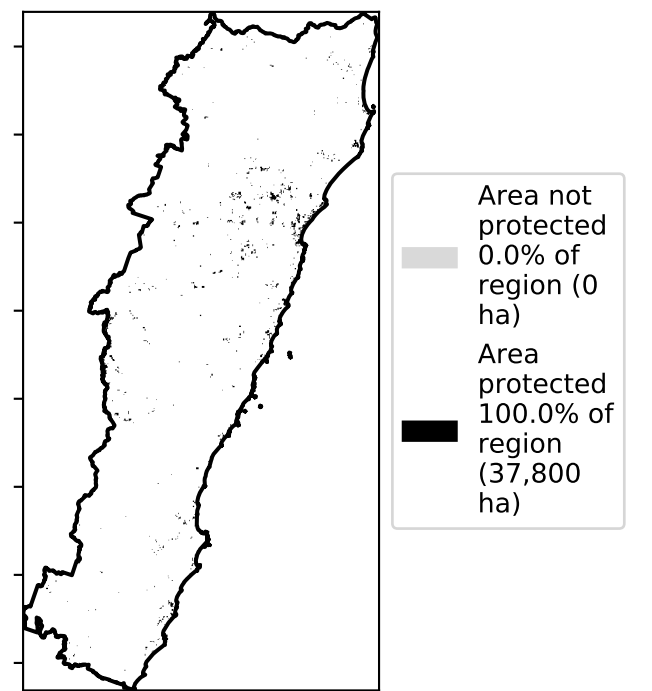 Area not
protected
0.0% of
region (0
ha)
Area
protected
100.0% of
region
(37,800
ha)